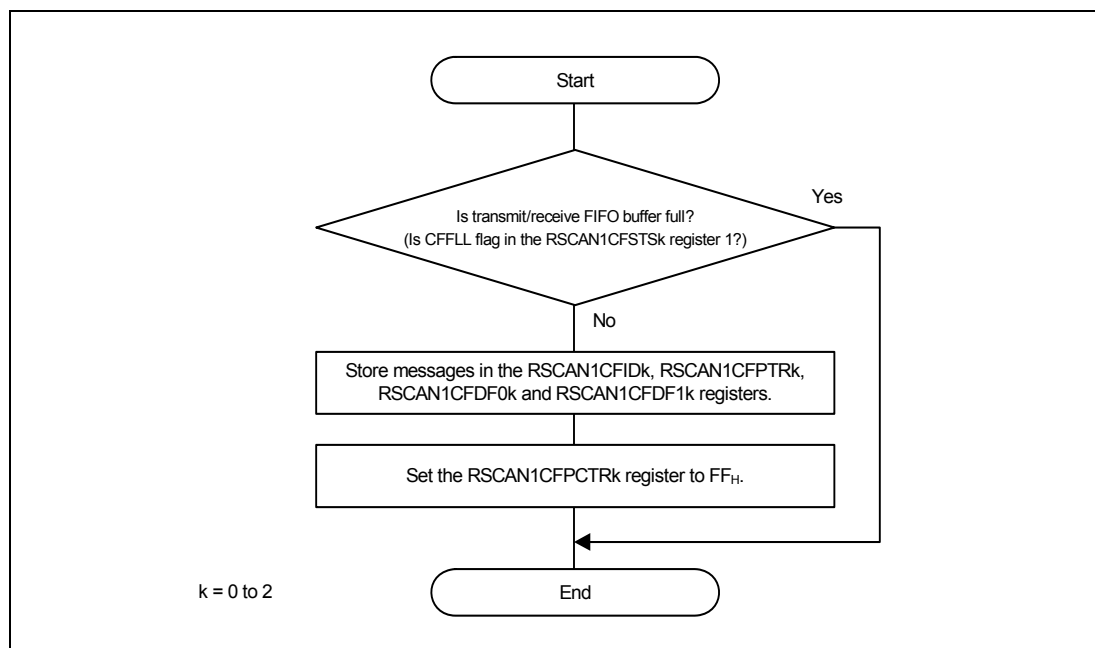 Start
Yes
Is transmit/receive FIFO buffer full?
(Is CFFLL flag in the RSCAN1CFSTSk register 1?)
No
Store messages in the RSCAN1CFIDk, RSCAN1CFPTRk,
RSCAN1CFDF0k and RSCAN1CFDF1k registers.
Set the RSCAN1CFPCTRk register to FFH.
End
k = 0 to 2